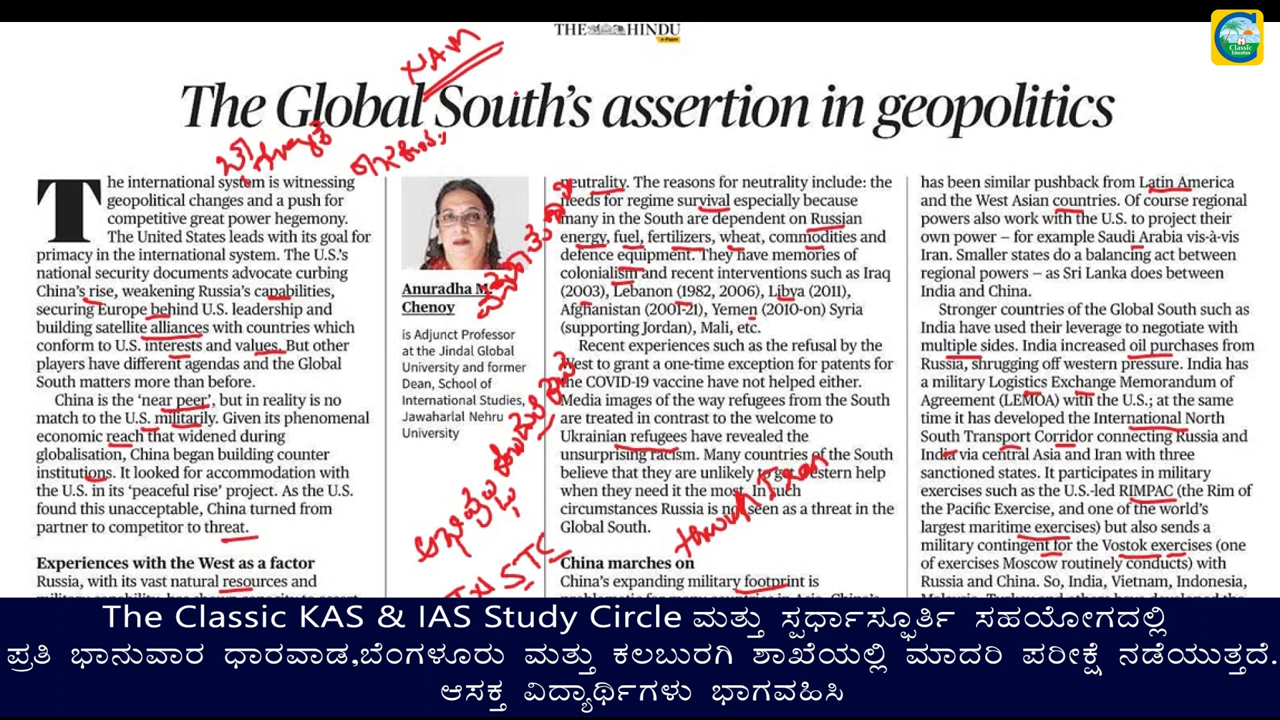 THE HINDU
e-Paper
Classic
Education
NAM
The Global South's assertion in geopolitics
The international system is witnessing
geopolitical changes and a push for
competitive great power hegemony.
The United States leads with its goal for
primacy in the international system. The U.S.'s
national security documents advocate curbing
China's rise, weakening Russia's capabilities,
securing Europe behind U.S. leadership and
building satellite alliances with countries which
conform to U.S. interests and values. But other
players have different agendas and the Global
South matters more than before.
China is the 'near peer', but in reality is no
match to the U.S. militarily. Given its phenomenal
economic reach that widened during
globalisation, China began building counter
institutions. It looked for accommodation with
the U.S. in its 'peaceful rise' project. As the U.S.
found this unacceptable, China turned from
partner to competitor to threat.
Experiences with the West as a factor
Russia, with its vast natural resources and
Anuradha M.
Chenoy
is Adjunct Professor
at the Jindal Global
University and former
Dean, School of
International Studies,
Jawaharlal Nehru
University
neutrality. The reasons for neutrality include: the
needs for regime survival especially because
many in the South are dependent on Russian
energy, fuel, fertilizers, wheat, commodities and
defence equipment. They have memories of
colonialism and recent interventions such as Iraq
(2003), Lebanon (1982, 2006), Libya (2011),
Afghanistan (2001-21), Yemen (2010-on) Syria
(supporting Jordan), Mali, etc.
Recent experiences such as the refusal by the
West to grant a one-time exception for patents for
the COVID-19 vaccine have not helped either.
Media images of the way refugees from the South
are treated in contrast to the welcome to
Ukrainian refugees have revealed the
unsurprising racism. Many countries of the South
believe that they are unlikely to get western help
when they need it the most. In such
circumstances Russia is not seen as a threat in the
Global South.
through Iran
China marches on
China's expanding military footprint is
has been similar pushback from Latin America
and the West Asian countries. Of course regional
powers also work with the U.S. to project their
own power – for example Saudi Arabia vis-à-vis
Iran. Smaller states do a balancing act between
regional powers – as Sri Lanka does between
India and China.
Stronger countries of the Global South such as
India have used their leverage to negotiate with
multiple sides. India increased oil purchases from
Russia, shrugging off western pressure. India has
a military Logistics Exchange Memorandum of
Agreement (LEMOA) with the U.S.; at the same
time it has developed the International North
South Transport Corridor connecting Russia and
India via central Asia and Iran with three
sanctioned states. It participates in military
exercises such as the U.S.-led RIMPAC (the Rim of
the Pacific Exercise, and one of the world's
largest maritime exercises) but also sends a
military contingent for the Vostok exercises (one
of exercises Moscow routinely conducts) with
Russia and China. So, India, Vietnam, Indonesia,
The Classic KAS & IAS Study Circle ಮತ್ತು ಸ್ಪರ್ಧಾಸ್ಫೂರ್ತಿ ಸಹಯೋಗದಲ್ಲಿ
ಪ್ರತಿ ಭಾನುವಾರ ಧಾರವಾಡ,ಬೆಂಗಳೂರು ಮತ್ತು ಕಲಬುರಗಿ ಶಾಖೆಯಲ್ಲಿ ಮಾದರಿ ಪರೀಕ್ಷೆ ನಡೆಯುತ್ತದೆ.
ಆಸಕ್ತ ವಿದ್ಯಾರ್ಥಿಗಳು ಭಾಗವಹಿಸಿ